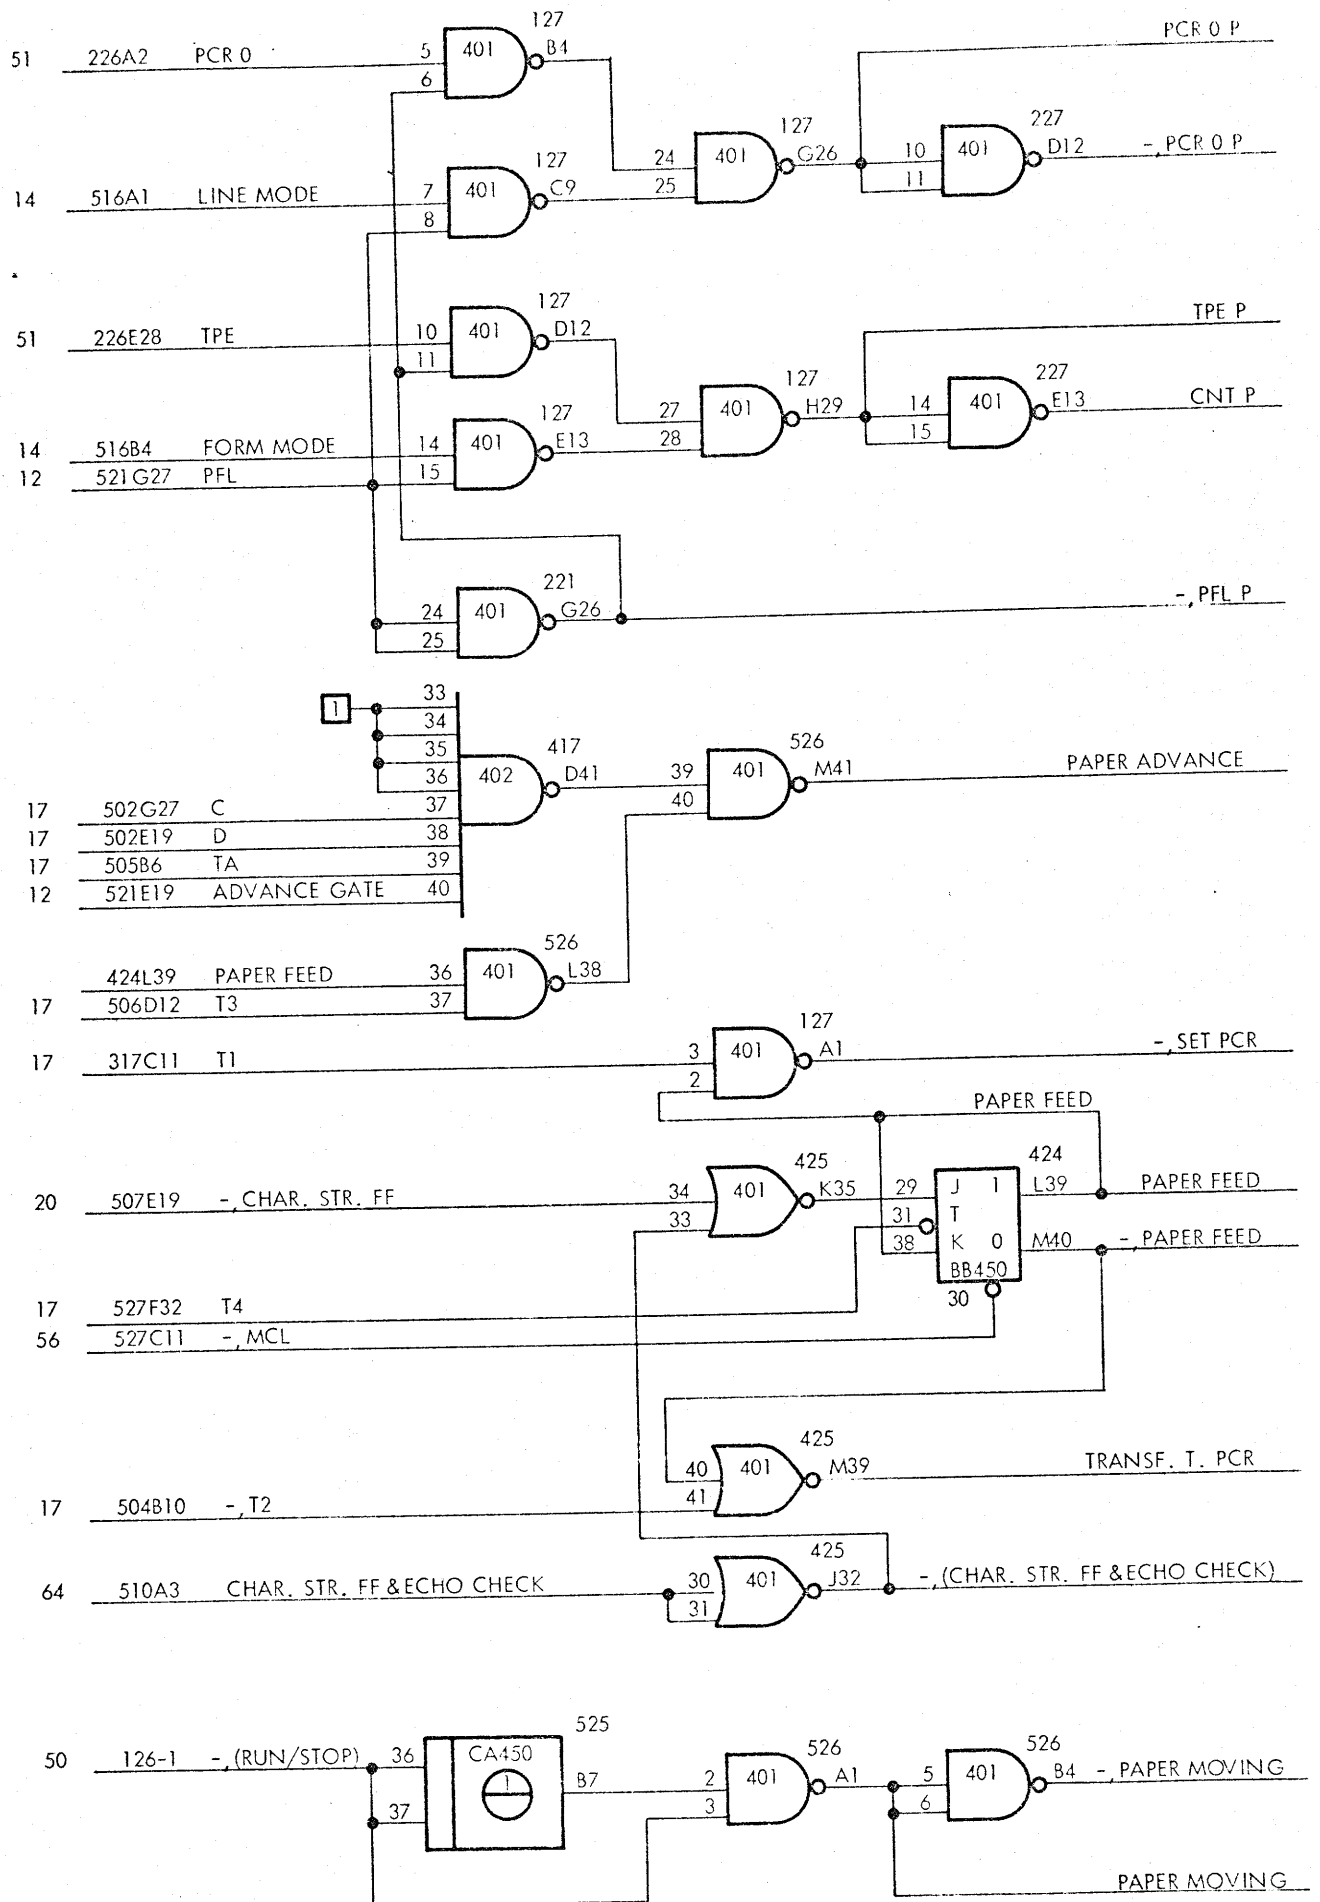 127
PCR 0 P
51 226A2 PCR 0 5 401 B4
6
127 227
24 401 G26 10 401 D12 -, PCR 0 P
25 11
127
14 516A1 LINE MODE 7 401 C9
8
127
TPE P
51 226E28 TPE 10 401 D12
11
127 227
27 401 H29 14 401 E13 CNT P
28 15
127
14 516B4 FORM MODE 14 401 E13
12 521G27 PFL 15
221
24 401 G26 -, PFL P
25
1 33
34
35
36 402 417 D41
526
39 401 M41 PAPER ADVANCE
40
17 502G27 C 37
17 502E19 D 38
17 505B6 TA 39
12 521E19 ADVANCE GATE 40
526
424L39 PAPER FEED 36 401 L38
17 506D12 T3 37
127
17 317C11 T1 3 401 A1 -, SET PCR
2
PAPER FEED
425 424
20 507E19 -, CHAR. STR. FF 34 401 K35 29 J 1 L39 PAPER FEED
33 31 T
38 K 0 M40 -, PAPER FEED
BB450
30
17 527F32 T4
56 527C11 -, MCL
425
40 401 M39 TRANSF. T. PCR
17 504B10 -, T2 41
425
64 510A3 CHAR. STR. FF & ECHO CHECK 30 401 J32 -, (CHAR. STR. FF & ECHO CHECK)
31
525
50 126-1 -, (RUN/STOP) 36 CA450 1 B7
37
526 526
2 401 A1 5 401 B4 -, PAPER MOVING
3 6
PAPER MOVING